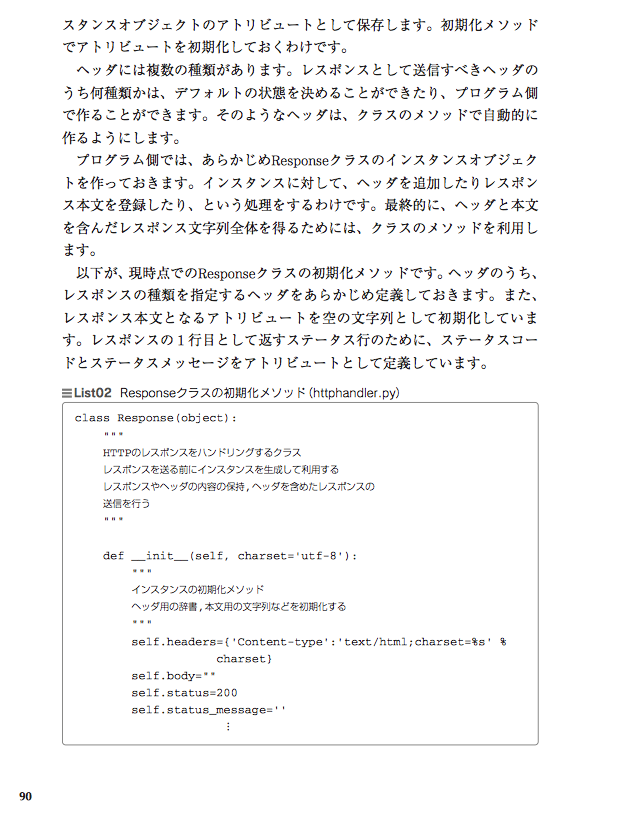 スタンスオブジェクトのアトリビュートとして保存します。初期化メソッド
でアトリビュートを初期化しておくわけです。
ヘッダには複数の種類があります。レスポンスとして送信すべきヘッダの
うち何種類かは、デフォルトの状態を決めることができたり、プログラム側
で作ることができます。そのようなヘッダは、クラスのメソッドで自動的に
作るようにします。
プログラム側では、あらかじめResponseクラスのインスタンスオブジェク
トを作っておきます。インスタンスに対して、ヘッダを追加したりレスポン
ス本文を登録したり、という処理をするわけです。最終的に、ヘッダと本文
を含んだレスポンス文字列全体を得るためには、クラスのメソッドを利用し
ます。
以下が、現時点でのResponseクラスの初期化メソッドです。ヘッダのうち、
レスポンスの種類を指定するヘッダをあらかじめ定義しておきます。また、
レスポンス本文となるアトリビュートを空の文字列として初期化していま
す。レスポンスの1行目として返すステータス行のために、ステータスコー
ドとステータスメッセージをアトリビュートとして定義しています。
List02 Responseクラスの初期化メソッド(httphandler.py)
class Response(object):
"""
HTTPのレスポンスをハンドリングするクラス
レスポンスを送る前にインスタンスを生成して利用する
レスポンスやヘッダの内容の保持,ヘッダを含めたレスポンスの
送信を行う
"""
def __init__(self, charset='utf-8'):
"""
インスタンスの初期化メソッド
ヘッダ用の辞書,本文用の文字列などを初期化する
"""
self.headers={'Content-type':'text/html;charset=%s' %
charset}
self.body=""
self.status=200
self.status_message=''
⋮
90